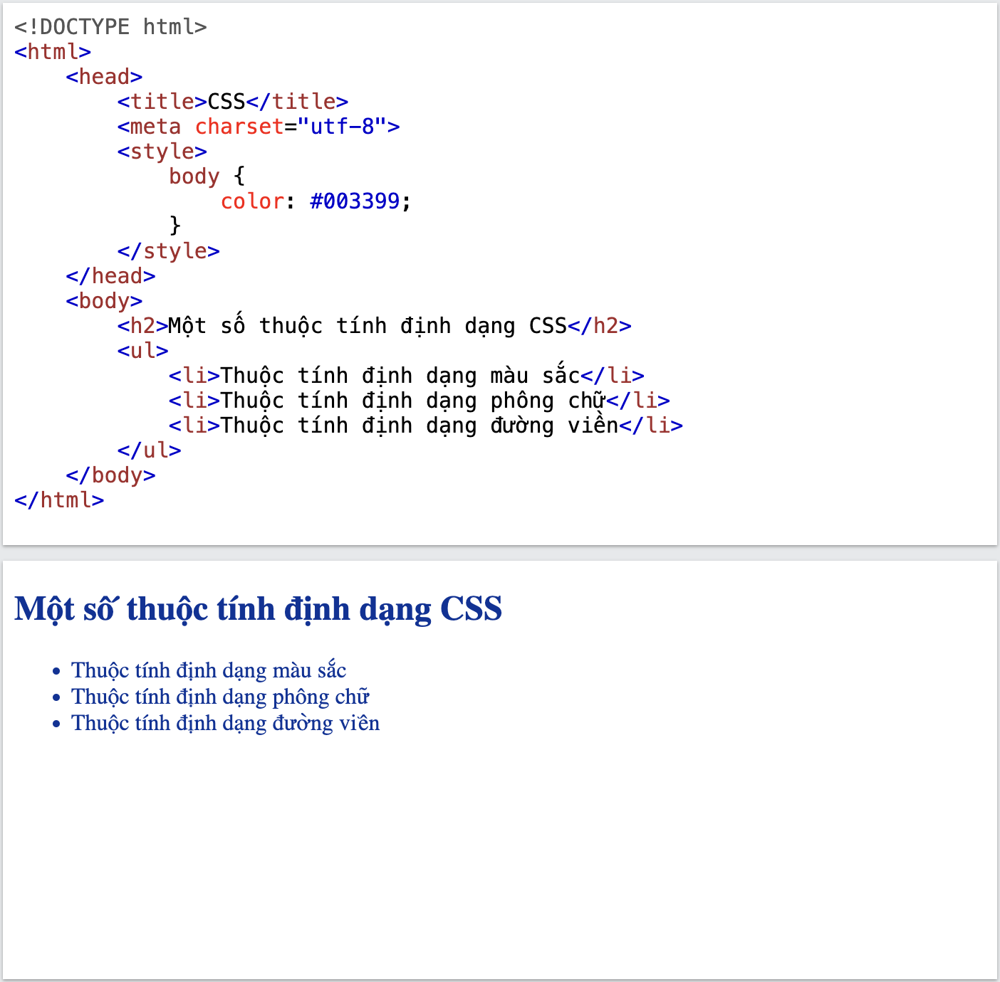 <!DOCTYPE html>
<html>
    <head>
        <title>CSS</title>
        <meta charset="utf-8">
        <style>
            body {
                color: #003399;
            }
        </style>
    </head>
    <body>
        <h2>Một số thuộc tính định dạng CSS</h2>
        <ul>
            <li>Thuộc tính định dạng màu sắc</li>
            <li>Thuộc tính định dạng phông chữ</li>
            <li>Thuộc tính định dạng đường viền</li>
        </ul>
    </body>
</html>
Một số thuộc tính định dạng CSS
• Thuộc tính định dạng màu sắc
• Thuộc tính định dạng phông chữ
• Thuộc tính định dạng đường viên